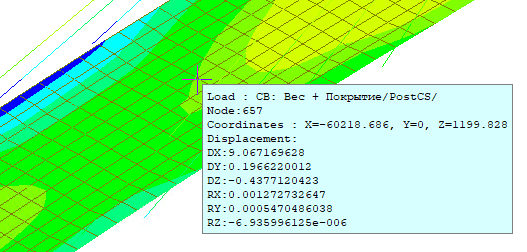 Load : CB: Вес + Покрытие/PostCS/
Node:657
Coordinates : X=-60218.686, Y=0, Z=1199.828
Displacement:
DX:9.067169628
DY:0.1966220012
DZ:-0.4377120423
RX:0.001272732647
RY:0.0005470486038
RZ:-6.935996125e-006